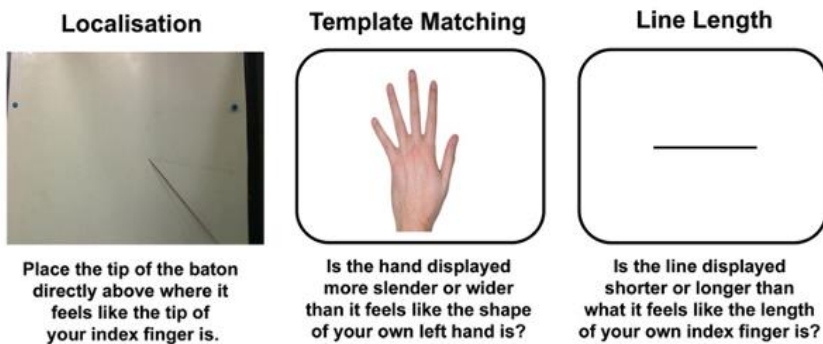 Localisation
Template Matching
Line Length
Place the tip of the baton
directly above where it
feels like the tip of
your index finger is.
Is the hand displayed
more slender or wider
than it feels like the shape
of your own left hand is?
Is the line displayed
shorter or longer than
what it feels like the length
of your own index finger is?